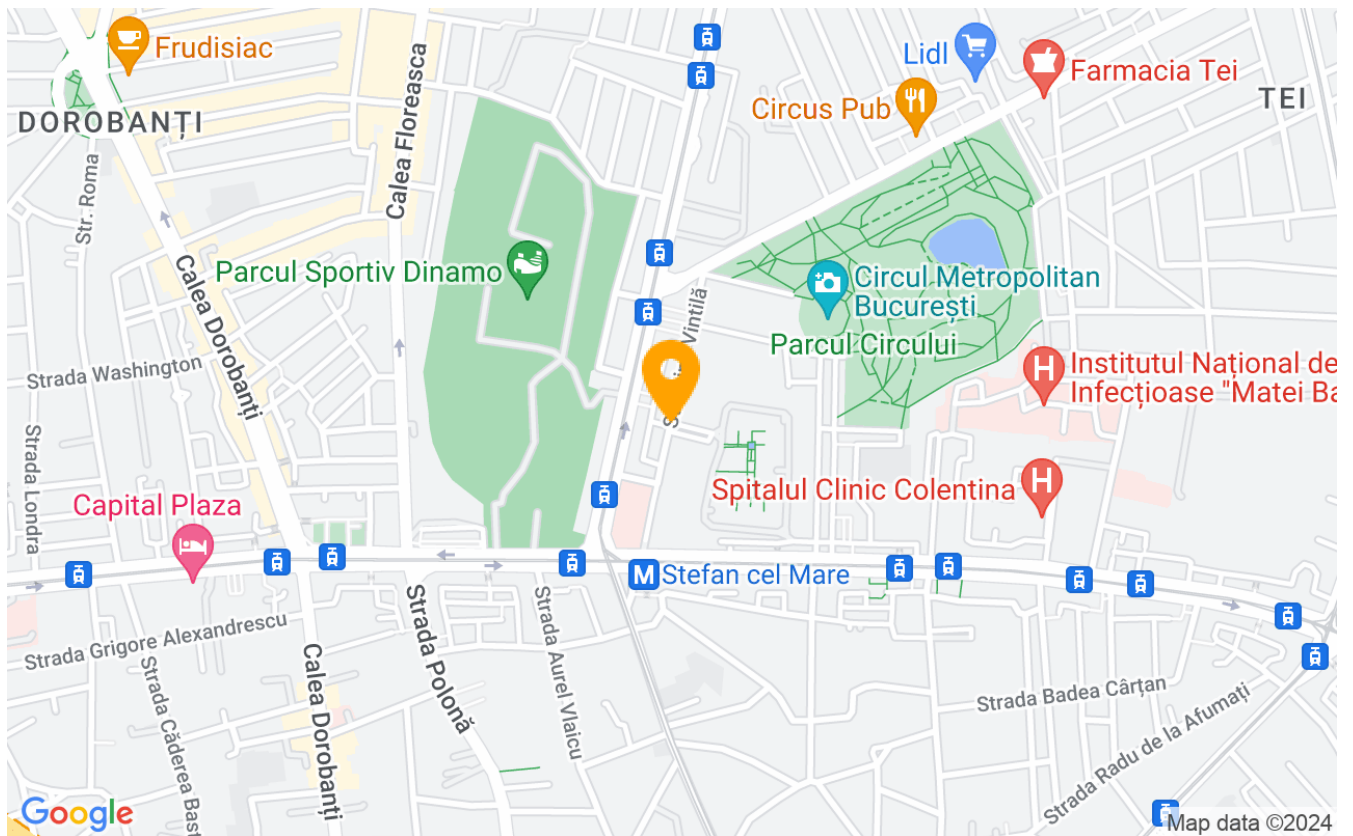 Frudisiac
Lidl
Farmacia Tei
Circus Pub
TEI
DOROBANȚI
Calea Floreasca
Str. Roma
Calea Dorobanți
Parcul Sportiv Dinamo
Circul Metropolitan
București
Vintilă
Parcul Circului
Strada Washington
Institutul Național de
Infecțioase "Matei Ba
Strada Londra
Capital Plaza
Spitalul Clinic Colentina
M Stefan cel Mare
Strada Grigore Alexandrescu
Strada Polonă
Strada Aurel Vlaicu
Calea Dorobanți
Strada Căderea Bast
Strada Badea Cârțan
Strada Radu de la Afumați
Google
Map data ©2024